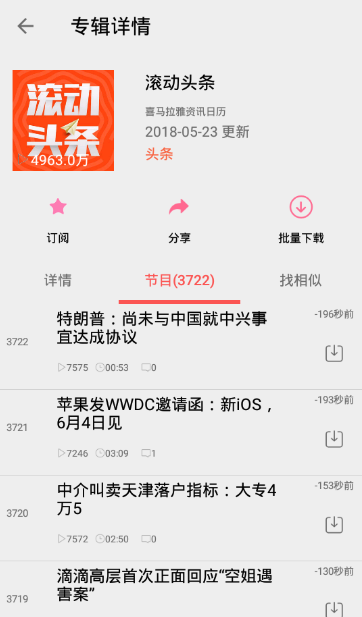 专辑详情
滚动
头条
4963.0万
滚动头条
喜马拉雅资讯日历
2018-05-23 更新
头条
订阅
分享
批量下载
详情
节目(3722)
找相似
3722
特朗普：尚未与中国就中兴事
宜达成协议
-196秒前
7575
00:53
0
3721
苹果发WWDC邀请函：新iOS，
6月4日见
-193秒前
7246
03:09
1
3720
中介叫卖天津落户指标：大专4
万5
-153秒前
7572
02:50
0
3719
滴滴高层首次正面回应“空姐遇
害案”
-130秒前